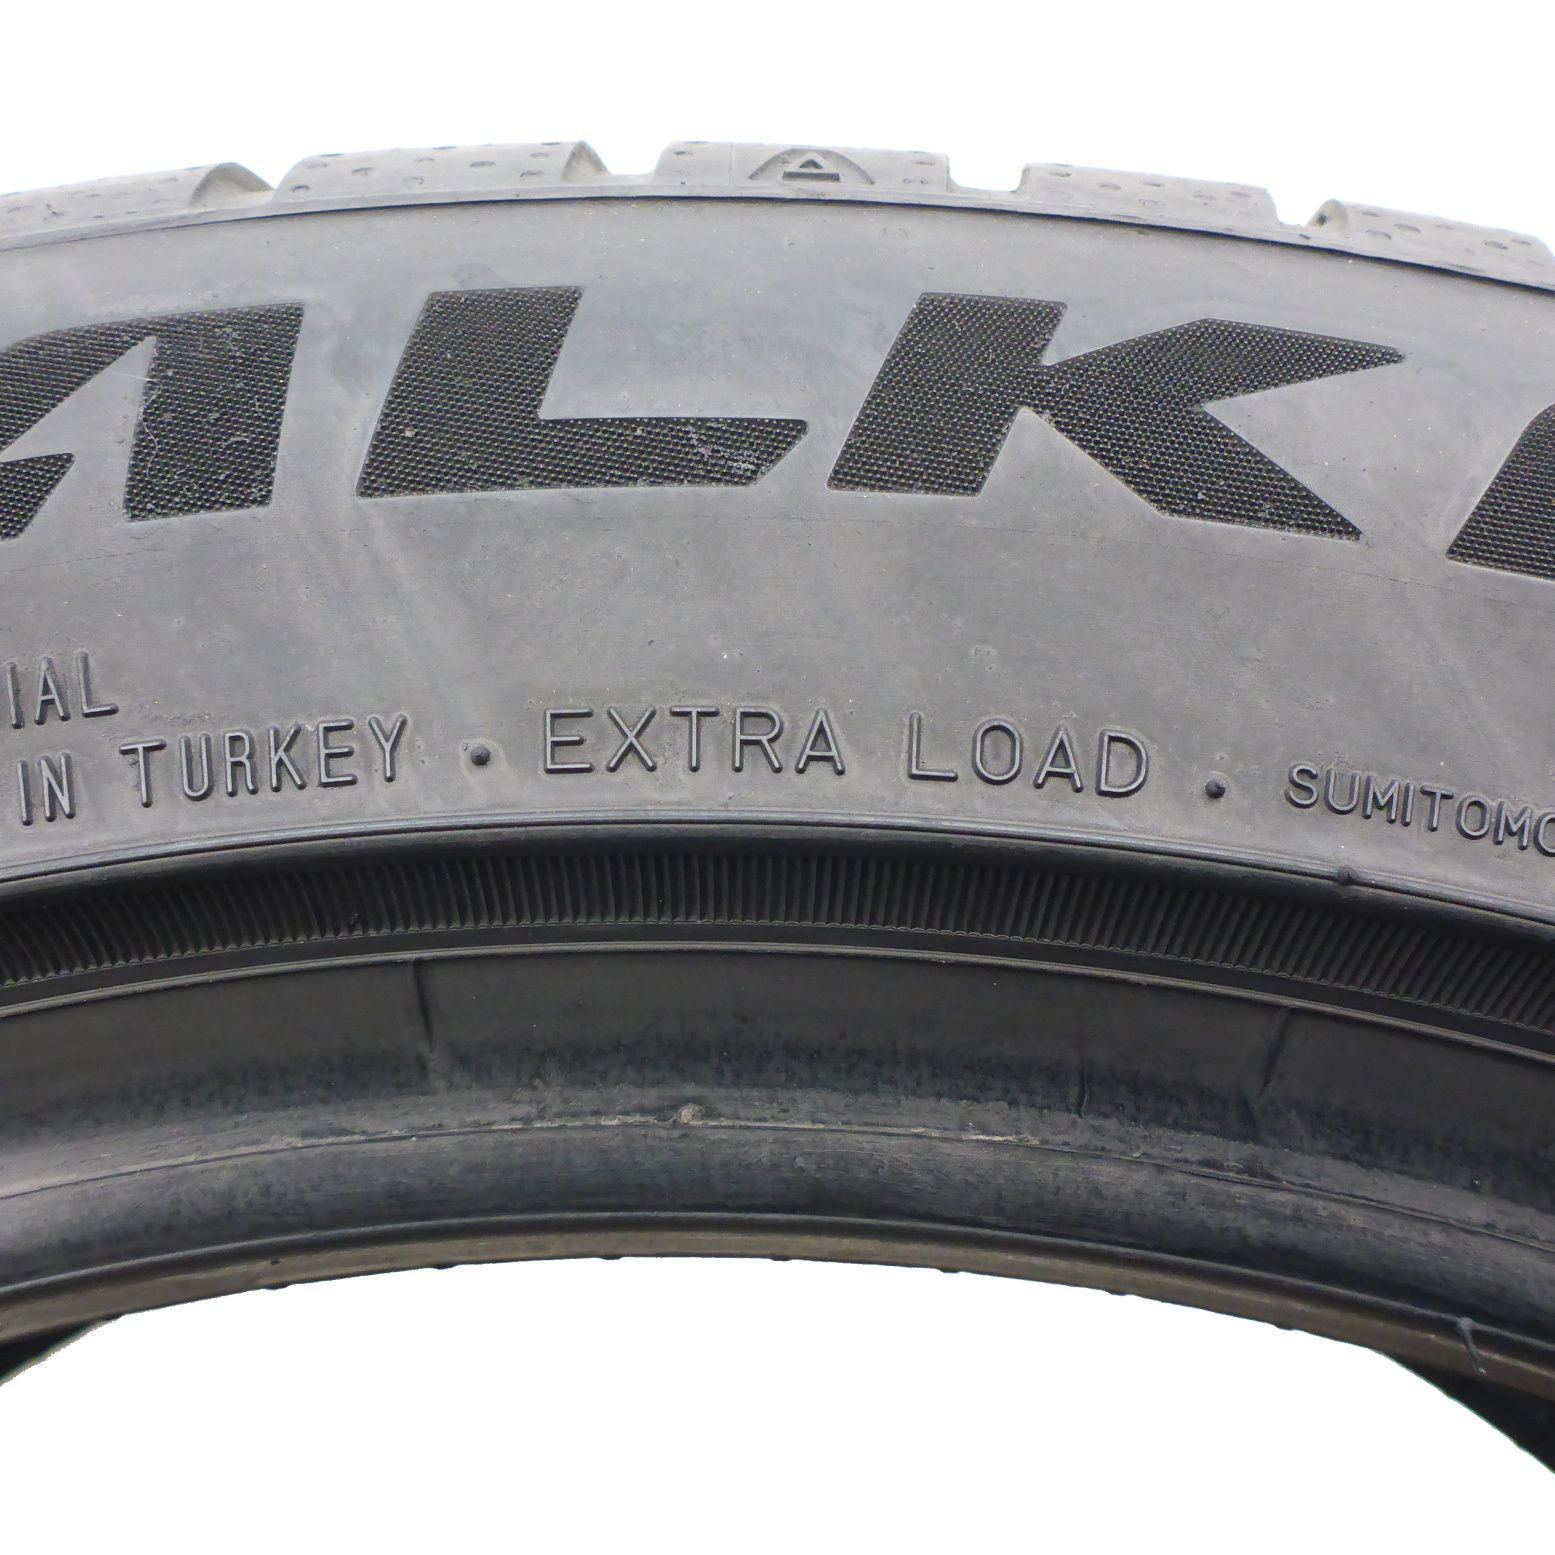 ALK
IAL
IN TURKEY • EXTRA LOAD • SUMITOMO